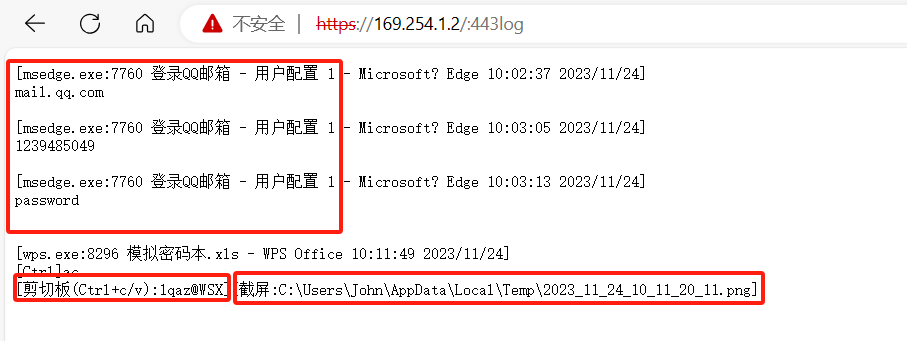 不安全 | https://169.254.1.2/:443log
[msedge.exe:7760 登录QQ邮箱 - 用户配置 1 - Microsoft? Edge 10:02:37 2023/11/24]
mail.qq.com
[msedge.exe:7760 登录QQ邮箱 - 用户配置 1 - Microsoft? Edge 10:03:05 2023/11/24]
1239485049
[msedge.exe:7760 登录QQ邮箱 - 用户配置 1 - Microsoft? Edge 10:03:13 2023/11/24]
password
[wps.exe:8296 模拟密码本.xls - WPS Office 10:11:49 2023/11/24]
[Ctrl]ac
[剪切板(Ctrl+c/v):1qaz@WSX] [截屏:C:\Users\John\AppData\Local\Temp\2023_11_24_10_11_20_11.png]